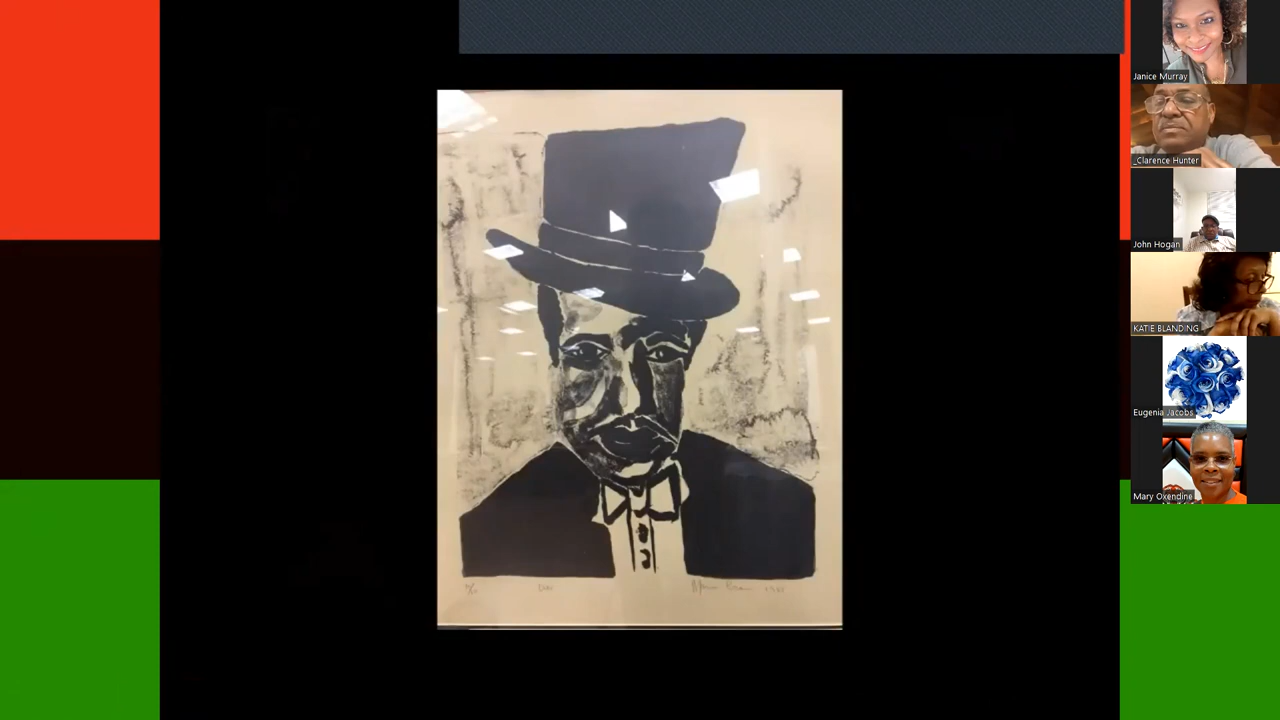 Janice Murray
_Clarence Hunter
John Hogan
KATIE BLANDING
Eugenia Jacobs
Mary Oxendine